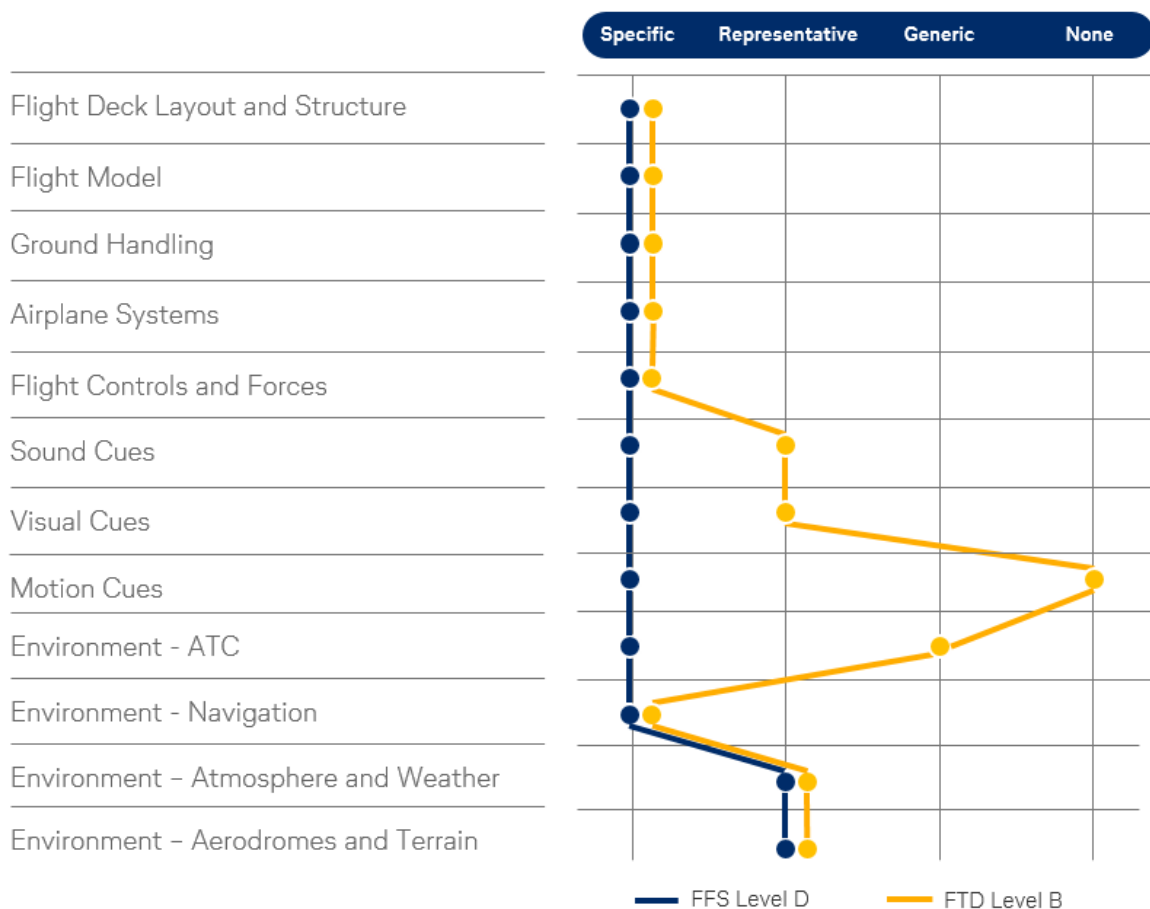 Specific Representative Generic None
Flight Deck Layout and Structure
Flight Model
Ground Handling
Airplane Systems
Flight Controls and Forces
Sound Cues
Visual Cues
Motion Cues
Environment - ATC
Environment - Navigation
Environment – Atmosphere and Weather
Environment – Aerodromes and Terrain
FFS Level D FTD Level B